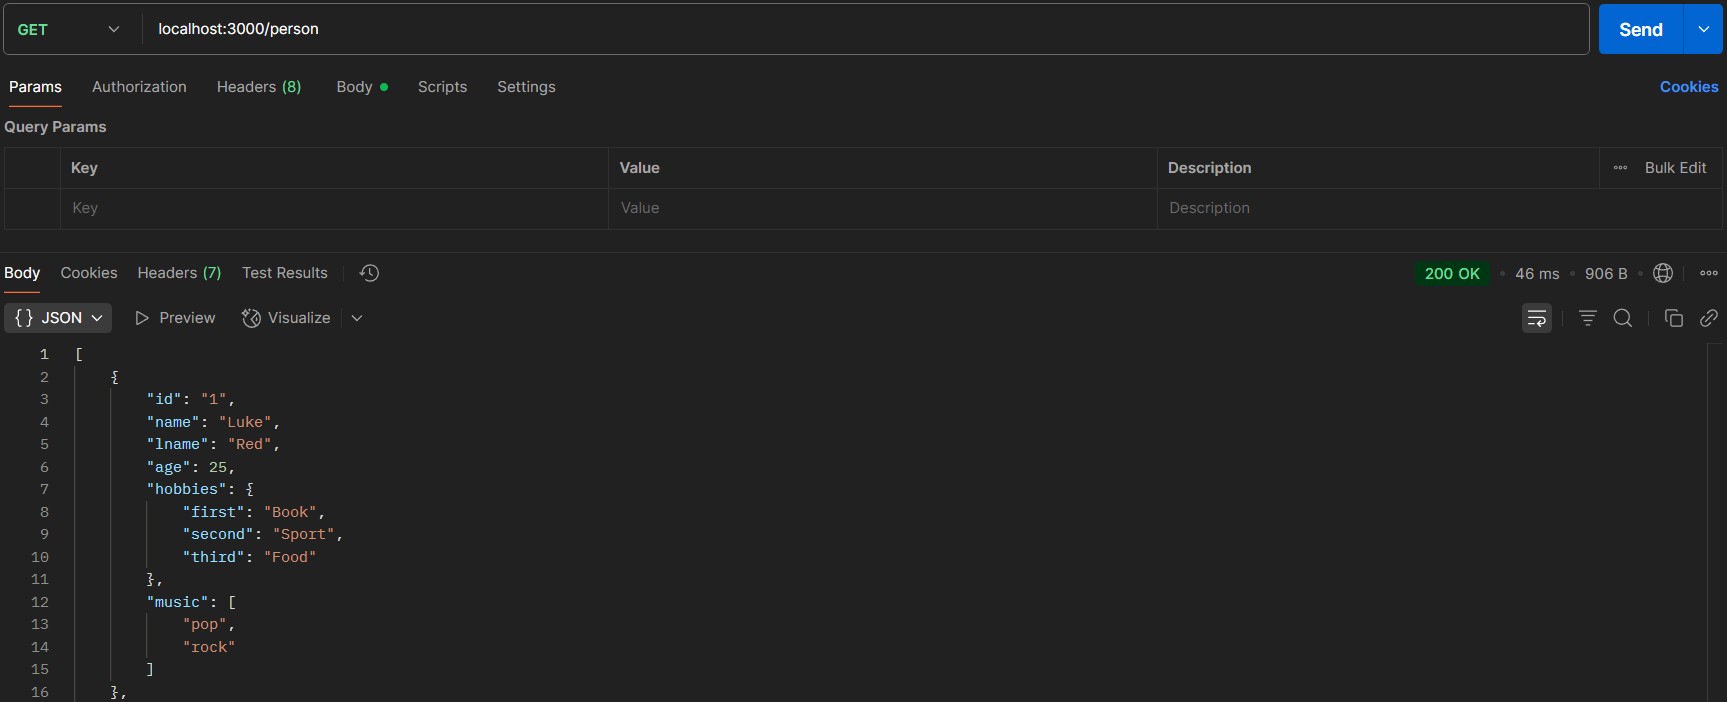 GET localhost:3000/person Send
Params Authorization Headers (8) Body Scripts Settings Cookies
Query Params
Key Value Description Bulk Edit
Key Value Description
Body Cookies Headers (7) Test Results 200 OK 46 ms 906 B
{} JSON Preview Visualize
1 [
2 {
3 "id": "1",
4 "name": "Luke",
5 "lname": "Red",
6 "age": 25,
7 "hobbies": {
8 "first": "Book",
9 "second": "Sport",
10 "third": "Food"
11 },
12 "music": [
13 "pop",
14 "rock"
15 ]
16 },